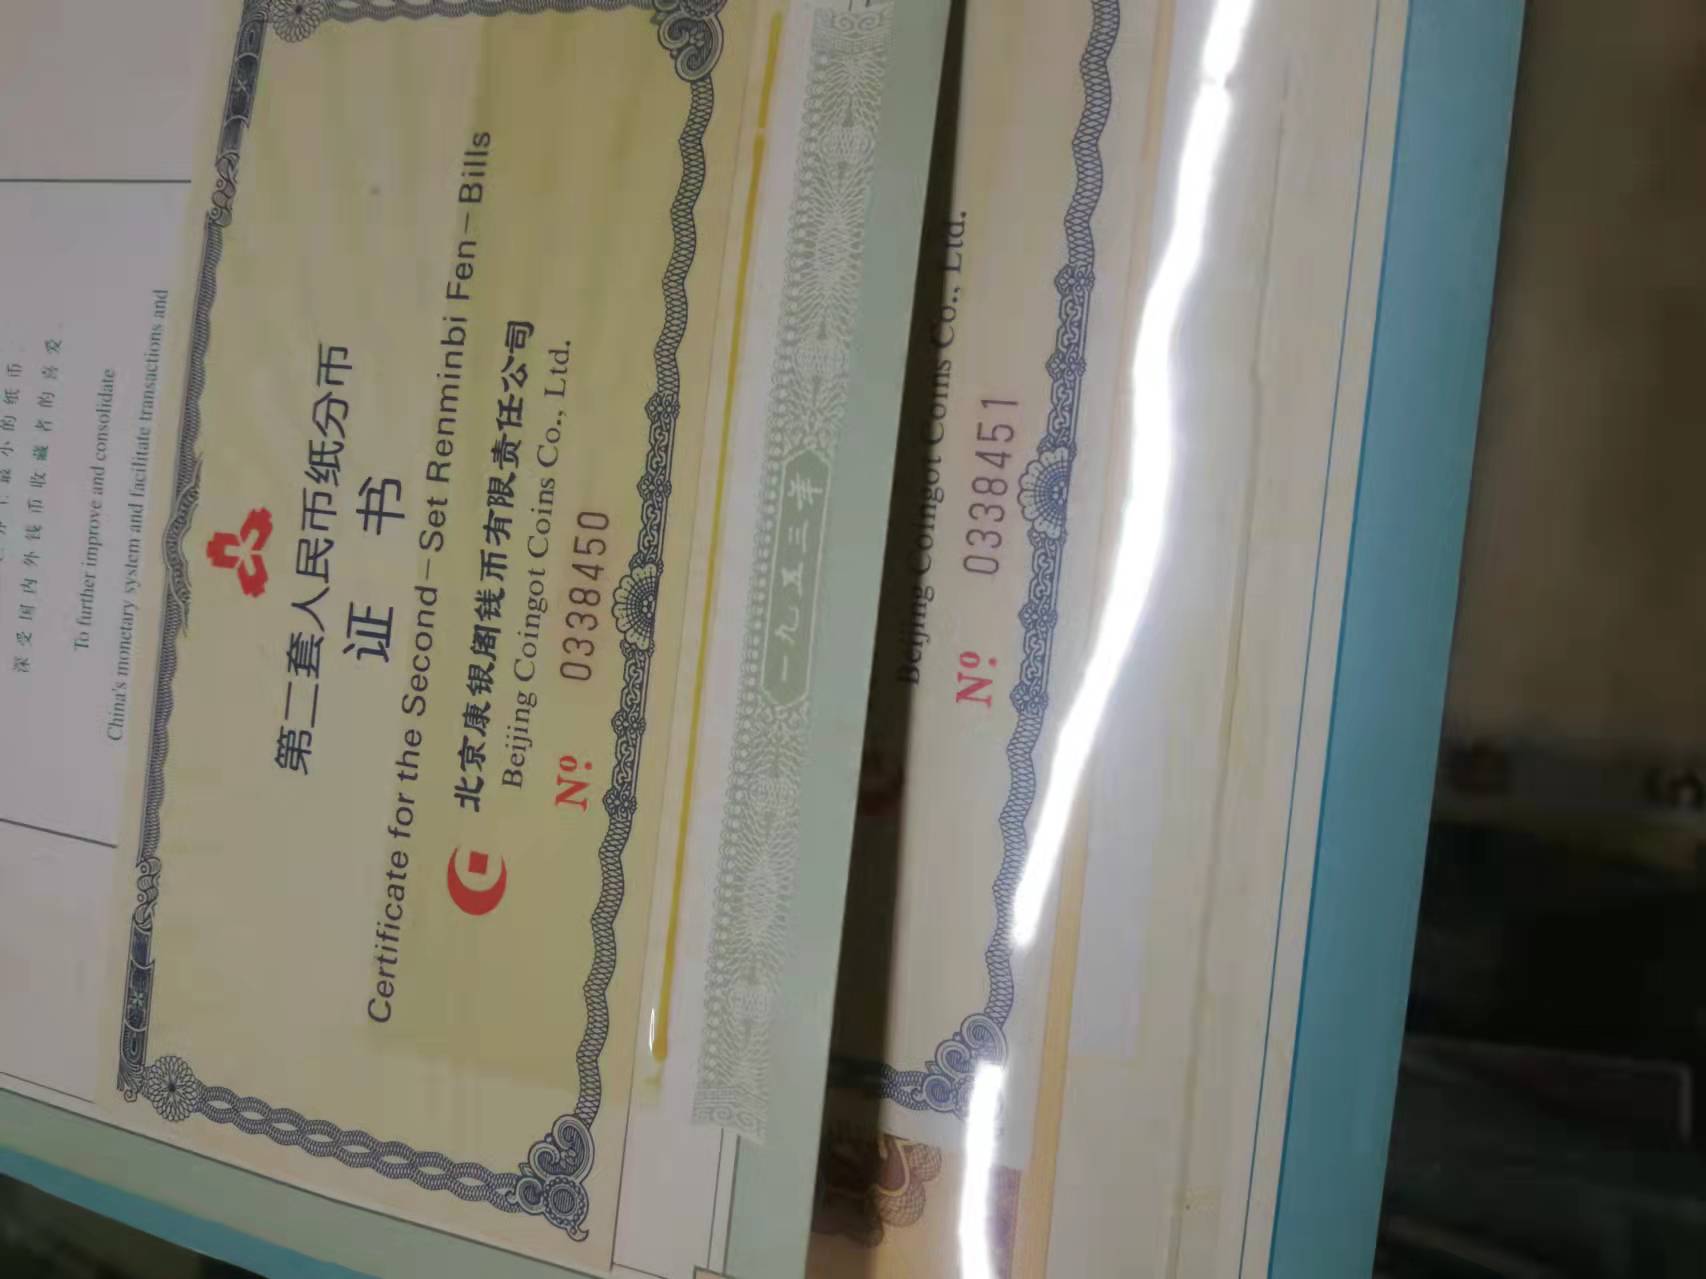 深受国内外钱币收藏者的喜爱.
To further improve and consolidate
China's monetary system and facilitate transactions and
第二套人民币纸分币
证 书
Certificate for the Second-Set Renminbi Fen-Bills
北京康银阁钱币有限责任公司
Beijing Coingot Coins Co., Ltd.
Nº: 0338450
一九五三年
Beijing Coingot Coins Co., Ltd.
Nº: 0338451